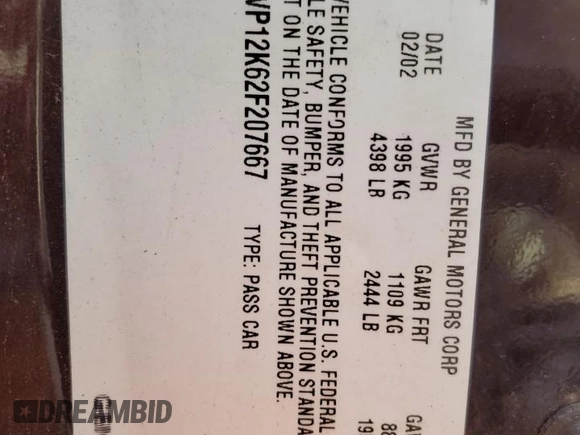 MFD BY GENERAL MOTORS CORP
DATE GVWR GAWR FRT
02/02 1995 KG 1109 KG
4398 LB 2444 LB
VEHICLE CONFORMS TO ALL APPLICABLE U.S. FEDERAL
LE SAFETY, BUMPER, AND THEFT PREVENTION STANDA
T ON THE DATE OF MANUFACTURE SHOWN ABOVE.
VP12K62F207667 TYPE: PASS CAR
DREAMBID